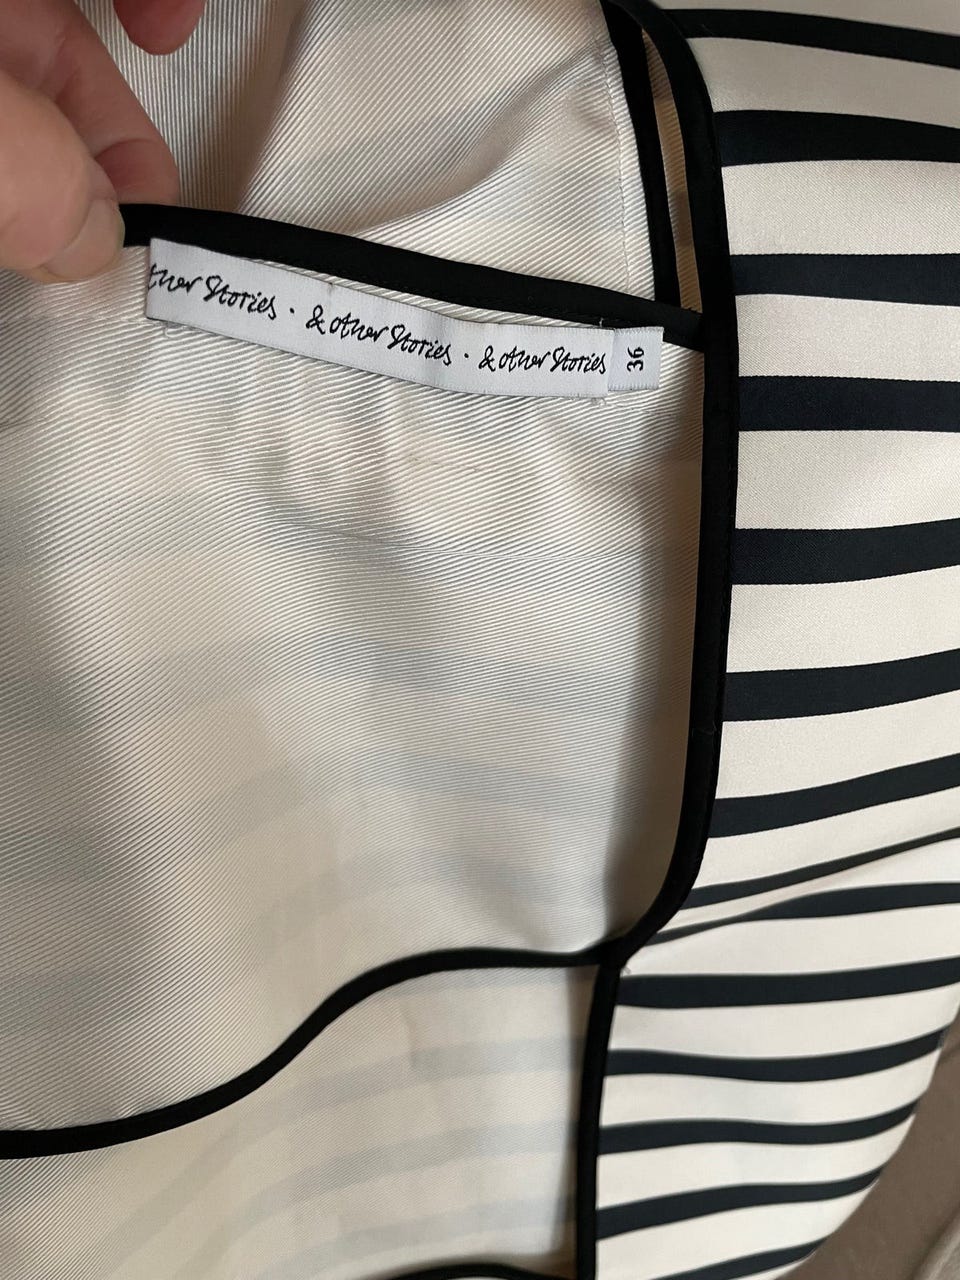 ther Stories · & other Stories · & other Stories
36